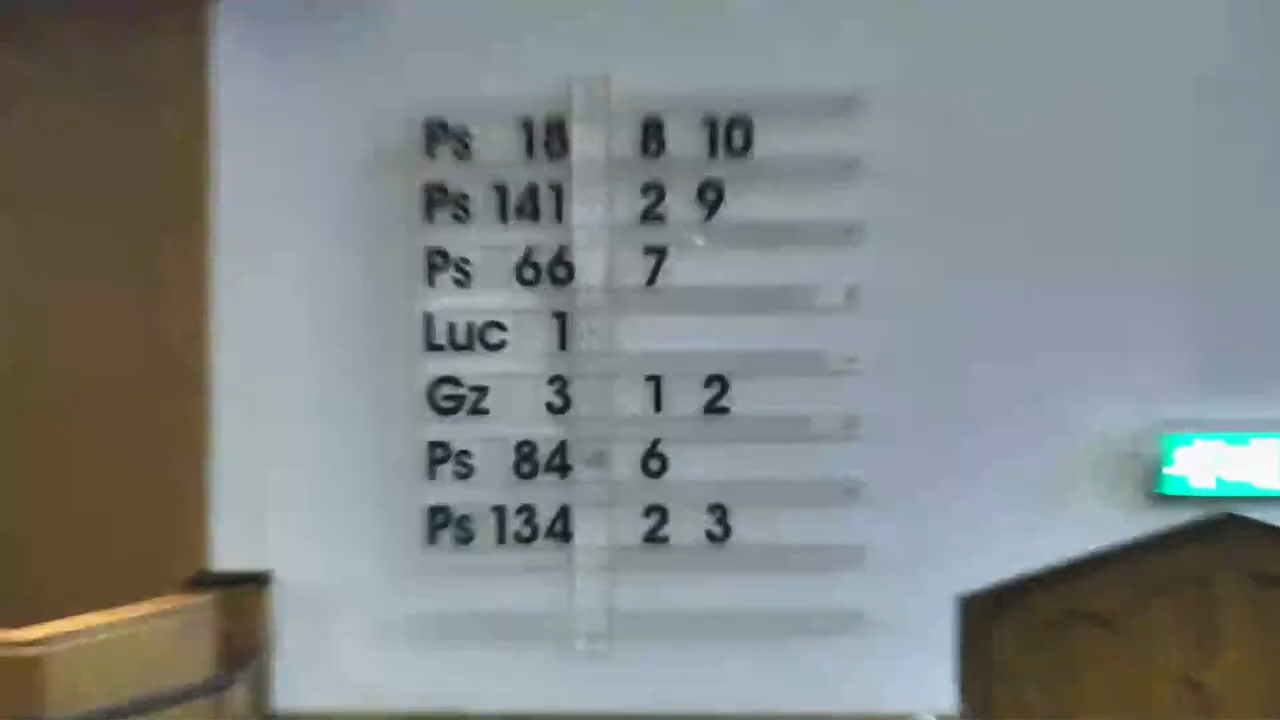 Ps 18 8 10
Ps 141 2 9
Ps 66 7
Luc 1
Gz 3 1 2
Ps 84 6
Ps 134 2 3